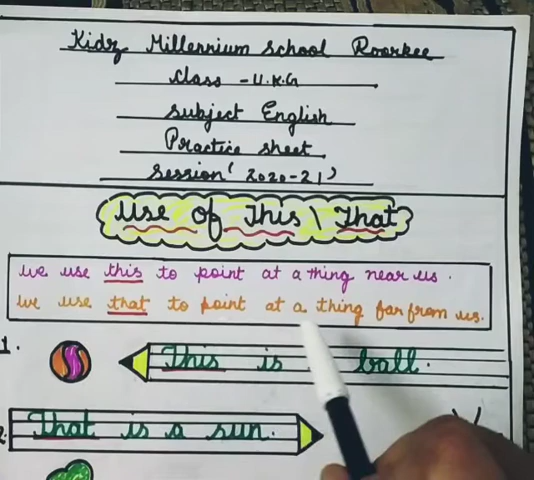 Kidz Millennium School Roorkee
Class - U.K.G
Subject English
Practice sheet
Session' 2020-21'
Use of This \ That
we use this to point at a thing near us.
we use that to point at a thing far from us.
1. This is ball.
2. That is a sun.